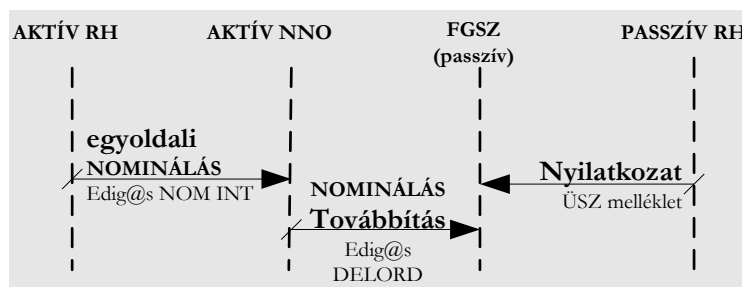 AKTÍV RH
AKTÍV NNO
FGSZ
(passzív)
PASSZÍV RH
egyoldali
NOMINÁLÁS
Edig@s NOM INT
NOMINÁLÁS
Továbbítás
Edig@s
DELORD
Nyilatkozat
ÜSZ melléklet